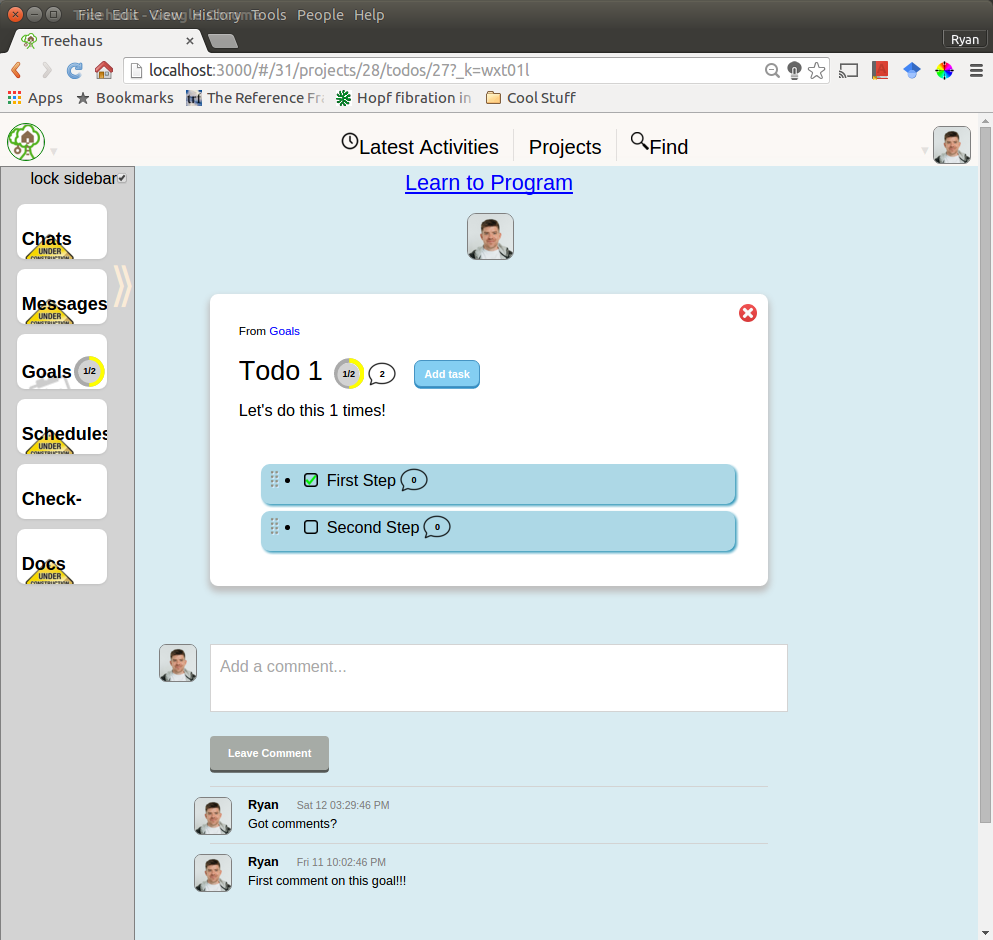 File Edit View History Tools People Help
Treehaus
Ryan
localhost:3000/#/31/projects/28/todos/27?_k=wxt01l
Apps Bookmarks The Reference Fra Hopf fibration in Cool Stuff
Latest Activities Projects Find
lock sidebar
Learn to Program
Chats
UNDER
CONSTRUCTION
Messages
UNDER
CONSTRUCTION
Goals 1/2
Schedules
UNDER
CONSTRUCTION
Check-
Docs
UNDER
CONSTRUCTION
From Goals
Todo 1 1/2 2 Add task
Let's do this 1 times!
• First Step 0
• Second Step 0
Add a comment...
Leave Comment
Ryan Sat 12 03:29:46 PM
Got comments?
Ryan Fri 11 10:02:46 PM
First comment on this goal!!!